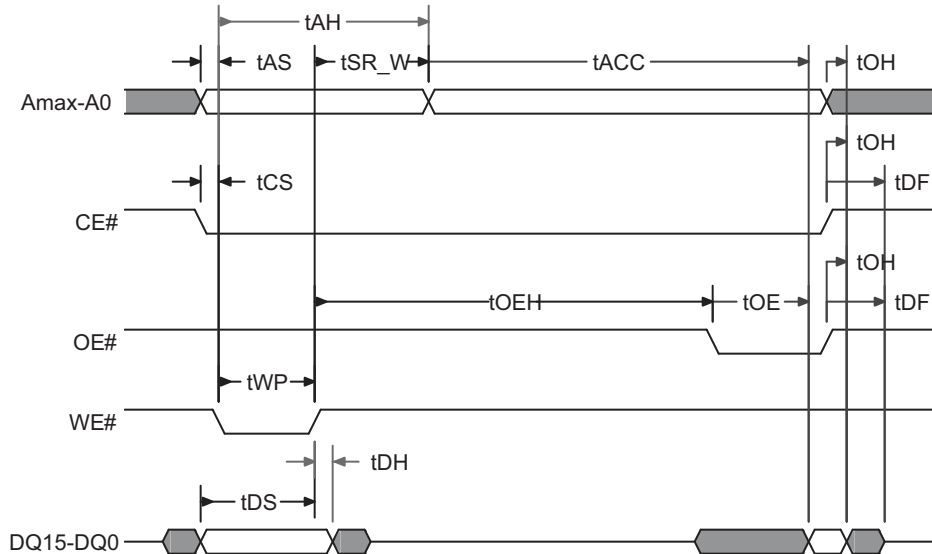 tAH
tAS tSR_W tACC tOH
Amax-A0
tOH
tCS tDF
CE#
tOH
tOEH tOE tDF
OE#
tWP
WE#
tDH
tDS
DQ15-DQ0